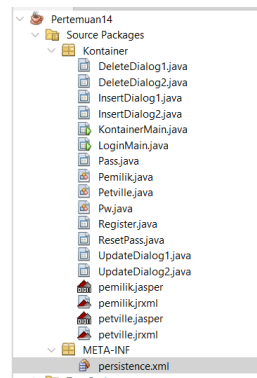 Pertemuan14
Source Packages
Kontainer
DeleteDialog1.java
DeleteDialog2.java
InsertDialog1.java
InsertDialog2.java
KontainerMain.java
LoginMain.java
Pass.java
Pemilik.java
Petville.java
Pw.java
Register.java
ResetPass.java
UpdateDialog1.java
UpdateDialog2.java
pemilik.jasper
pemilik.jrxml
petville.jasper
petville.jrxml
META-INF
persistence.xml